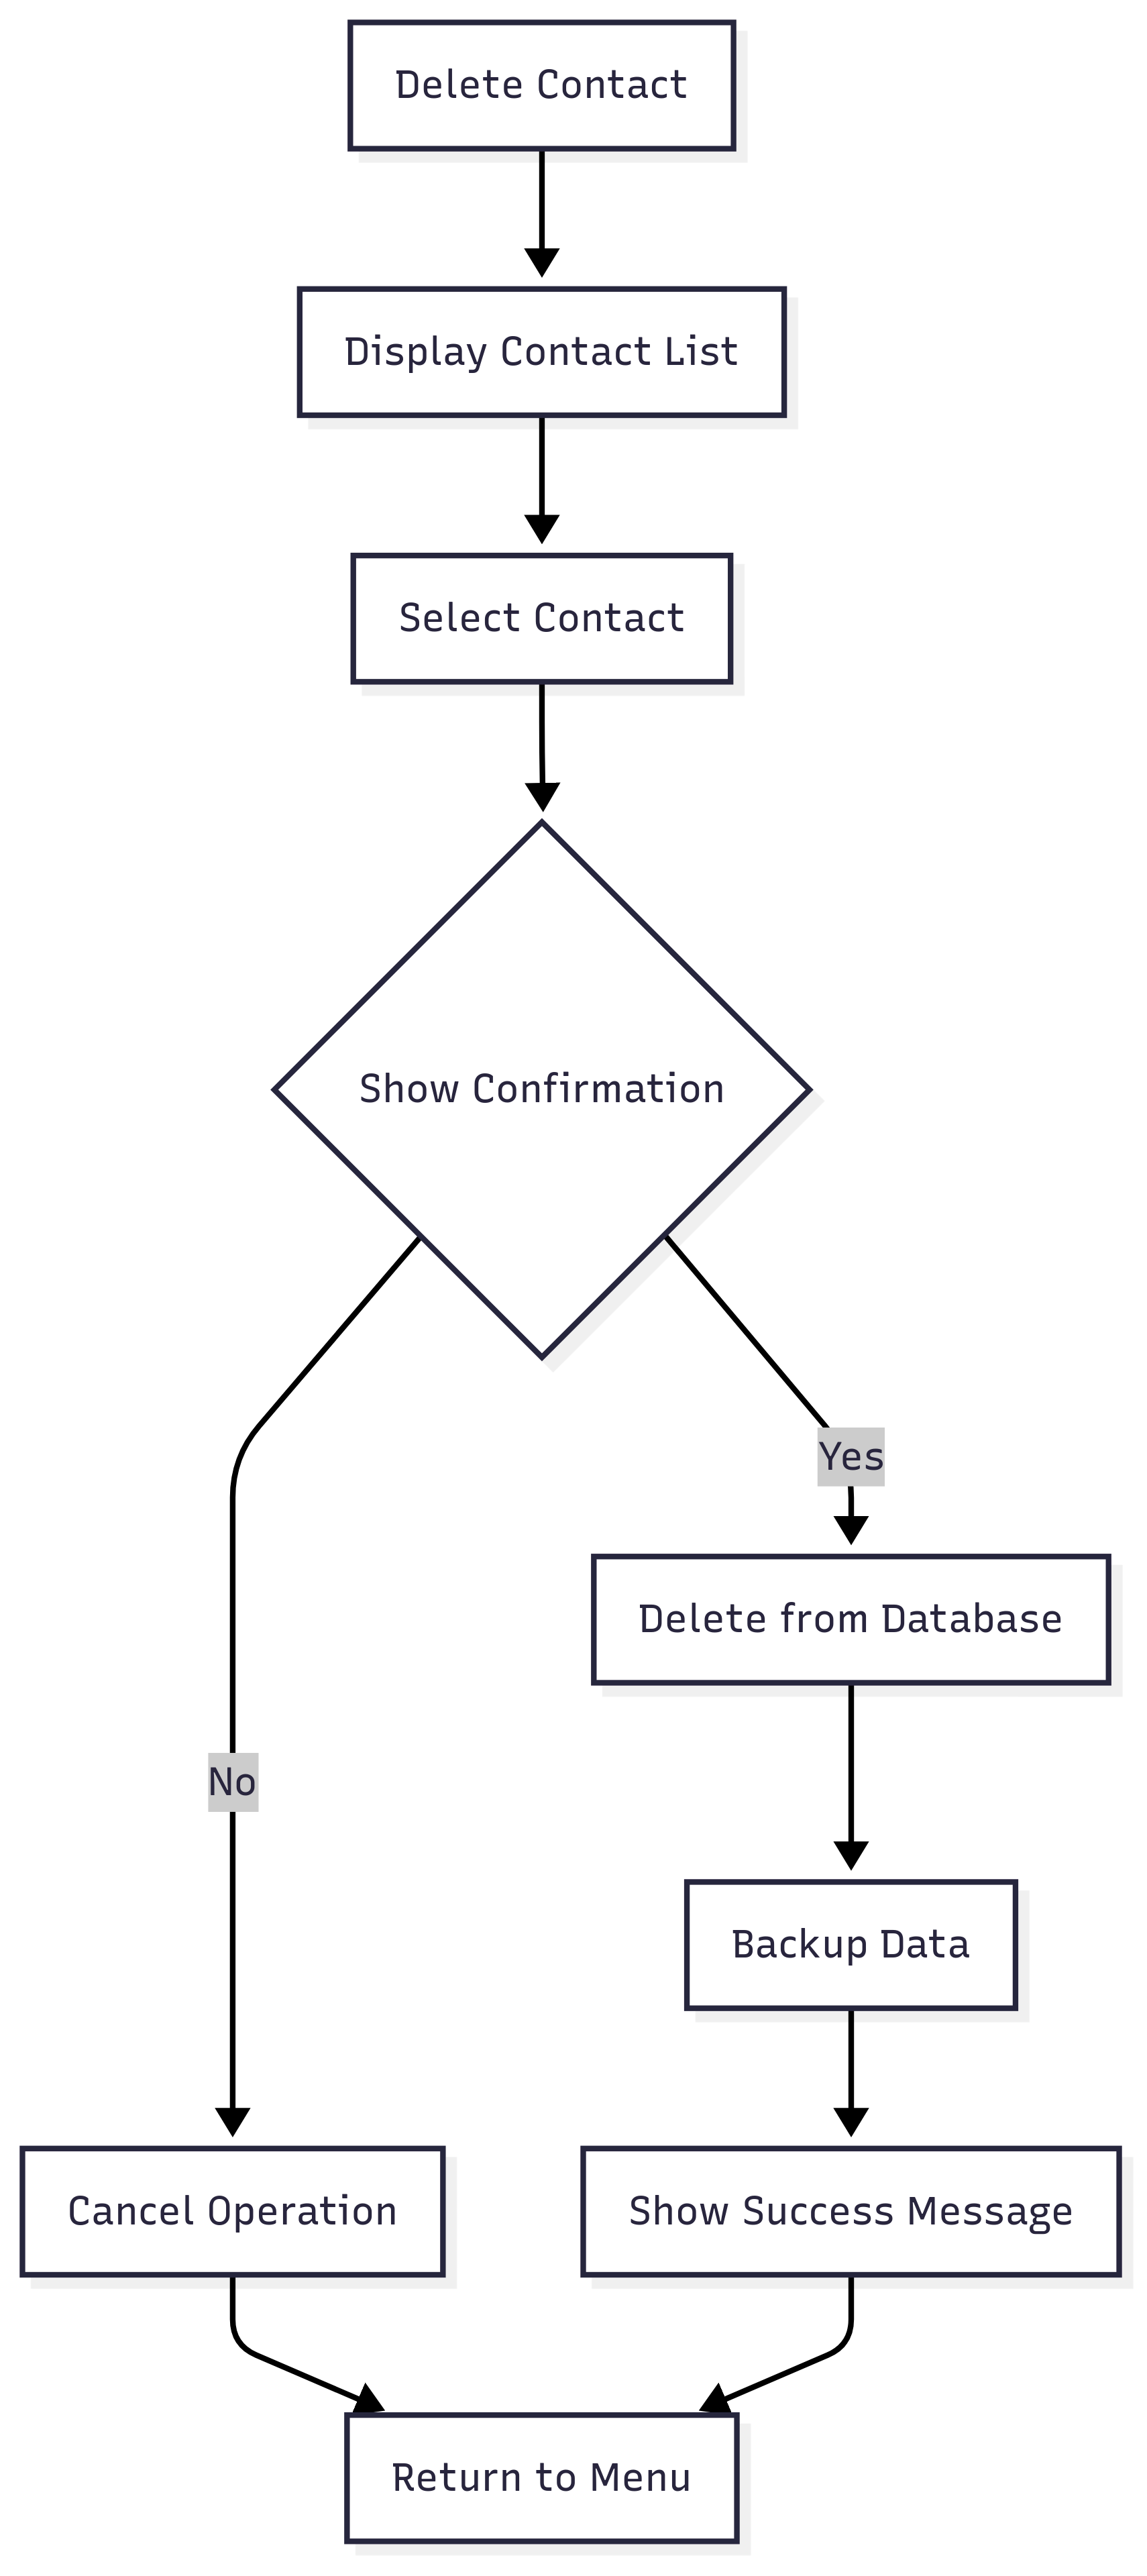 Delete Contact
Display Contact List
Select Contact
Show Confirmation
Yes
Delete from Database
No
Backup Data
Cancel Operation
Show Success Message
Return to Menu